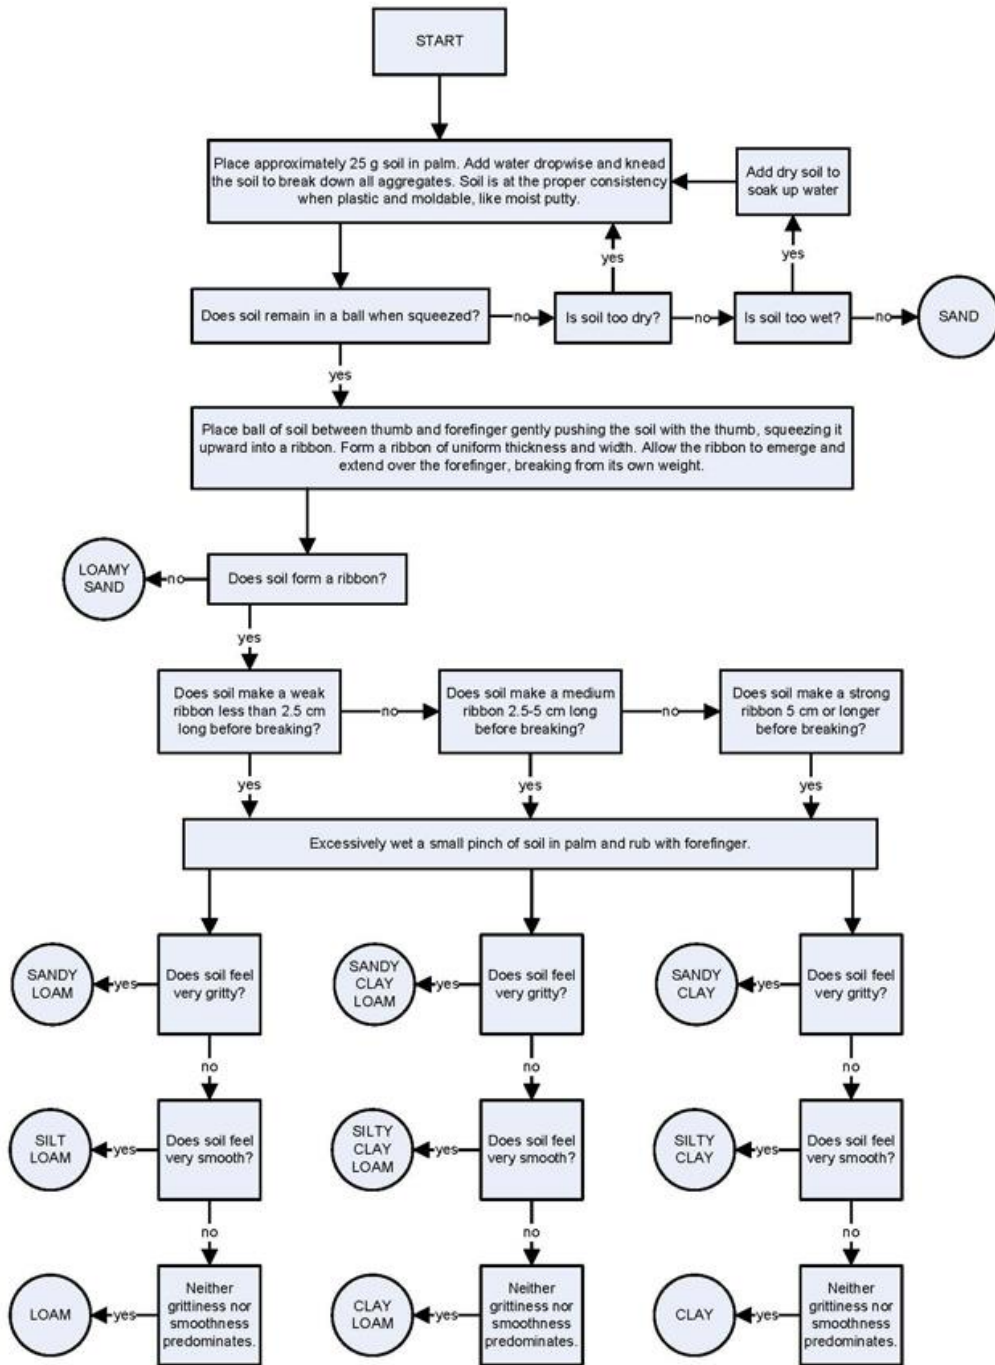 START
Place approximately 25 g soil in palm. Add water dropwise and knead
the soil to break down all aggregates. Soil is at the proper consistency
when plastic and moldable, like moist putty.
Add dry soil to
soak up water
yes
yes
Does soil remain in a ball when squeezed?
no
Is soil too dry?
no
Is soil too wet?
no
SAND
yes
Place ball of soil between thumb and forefinger gently pushing the soil with the thumb, squeezing it
upward into a ribbon. Form a ribbon of uniform thickness and width. Allow the ribbon to emerge and
extend over the forefinger, breaking from its own weight.
LOAMY
SAND
no
Does soil form a ribbon?
yes
Does soil make a weak
ribbon less than 2.5 cm
long before breaking?
no
Does soil make a medium
ribbon 2.5-5 cm long
before breaking?
no
Does soil make a strong
ribbon 5 cm or longer
before breaking?
yes
yes
yes
Excessively wet a small pinch of soil in palm and rub with forefinger.
SANDY
LOAM
yes
Does soil feel
very gritty?
SANDY
CLAY
LOAM
yes
Does soil feel
very gritty?
SANDY
CLAY
yes
Does soil feel
very gritty?
no
no
no
SILT
LOAM
yes
Does soil feel
very smooth?
SILTY
CLAY
LOAM
yes
Does soil feel
very smooth?
SILTY
CLAY
yes
Does soil feel
very smooth?
no
no
no
LOAM
yes
Neither
grittiness nor
smoothness
predominates.
CLAY
LOAM
yes
Neither
grittiness nor
smoothness
predominates.
CLAY
yes
Neither
grittiness nor
smoothness
predominates.